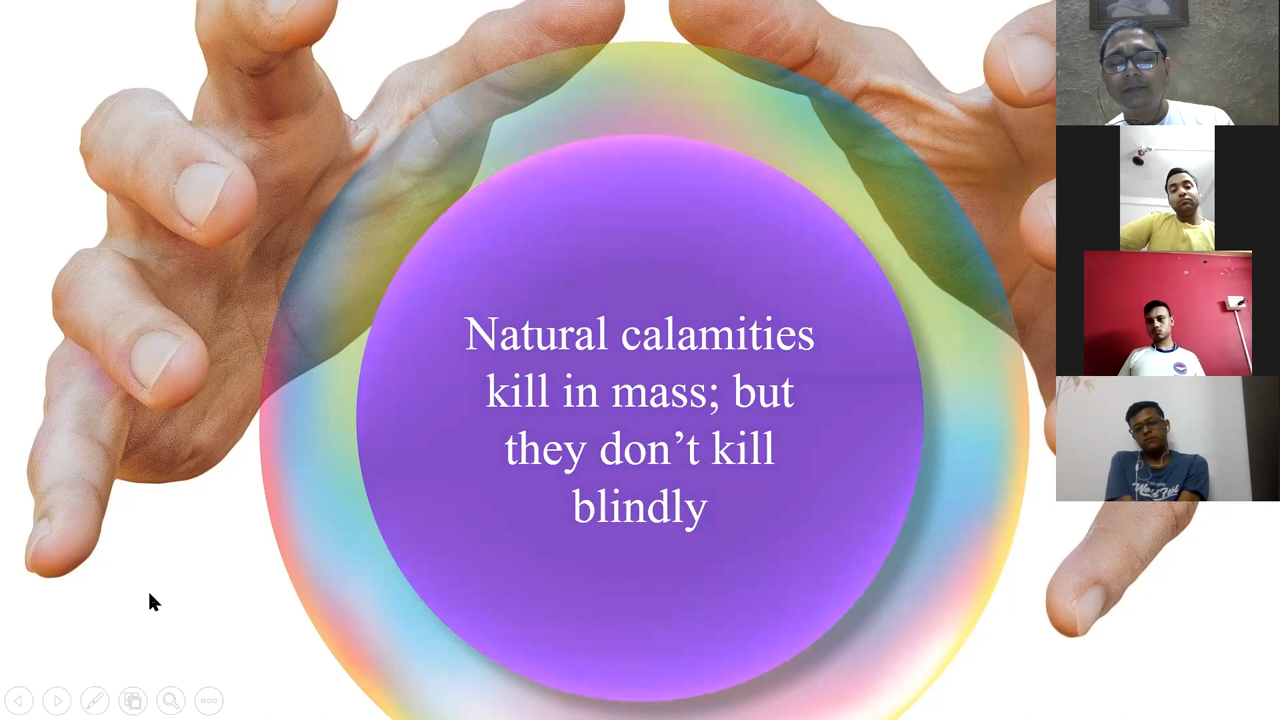 Natural calamities
kill in mass; but
they don’t kill
blindly